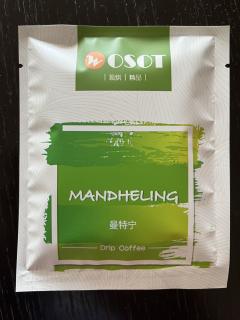 OSOT
MANDHELING
曼特宁
Drip Coffee